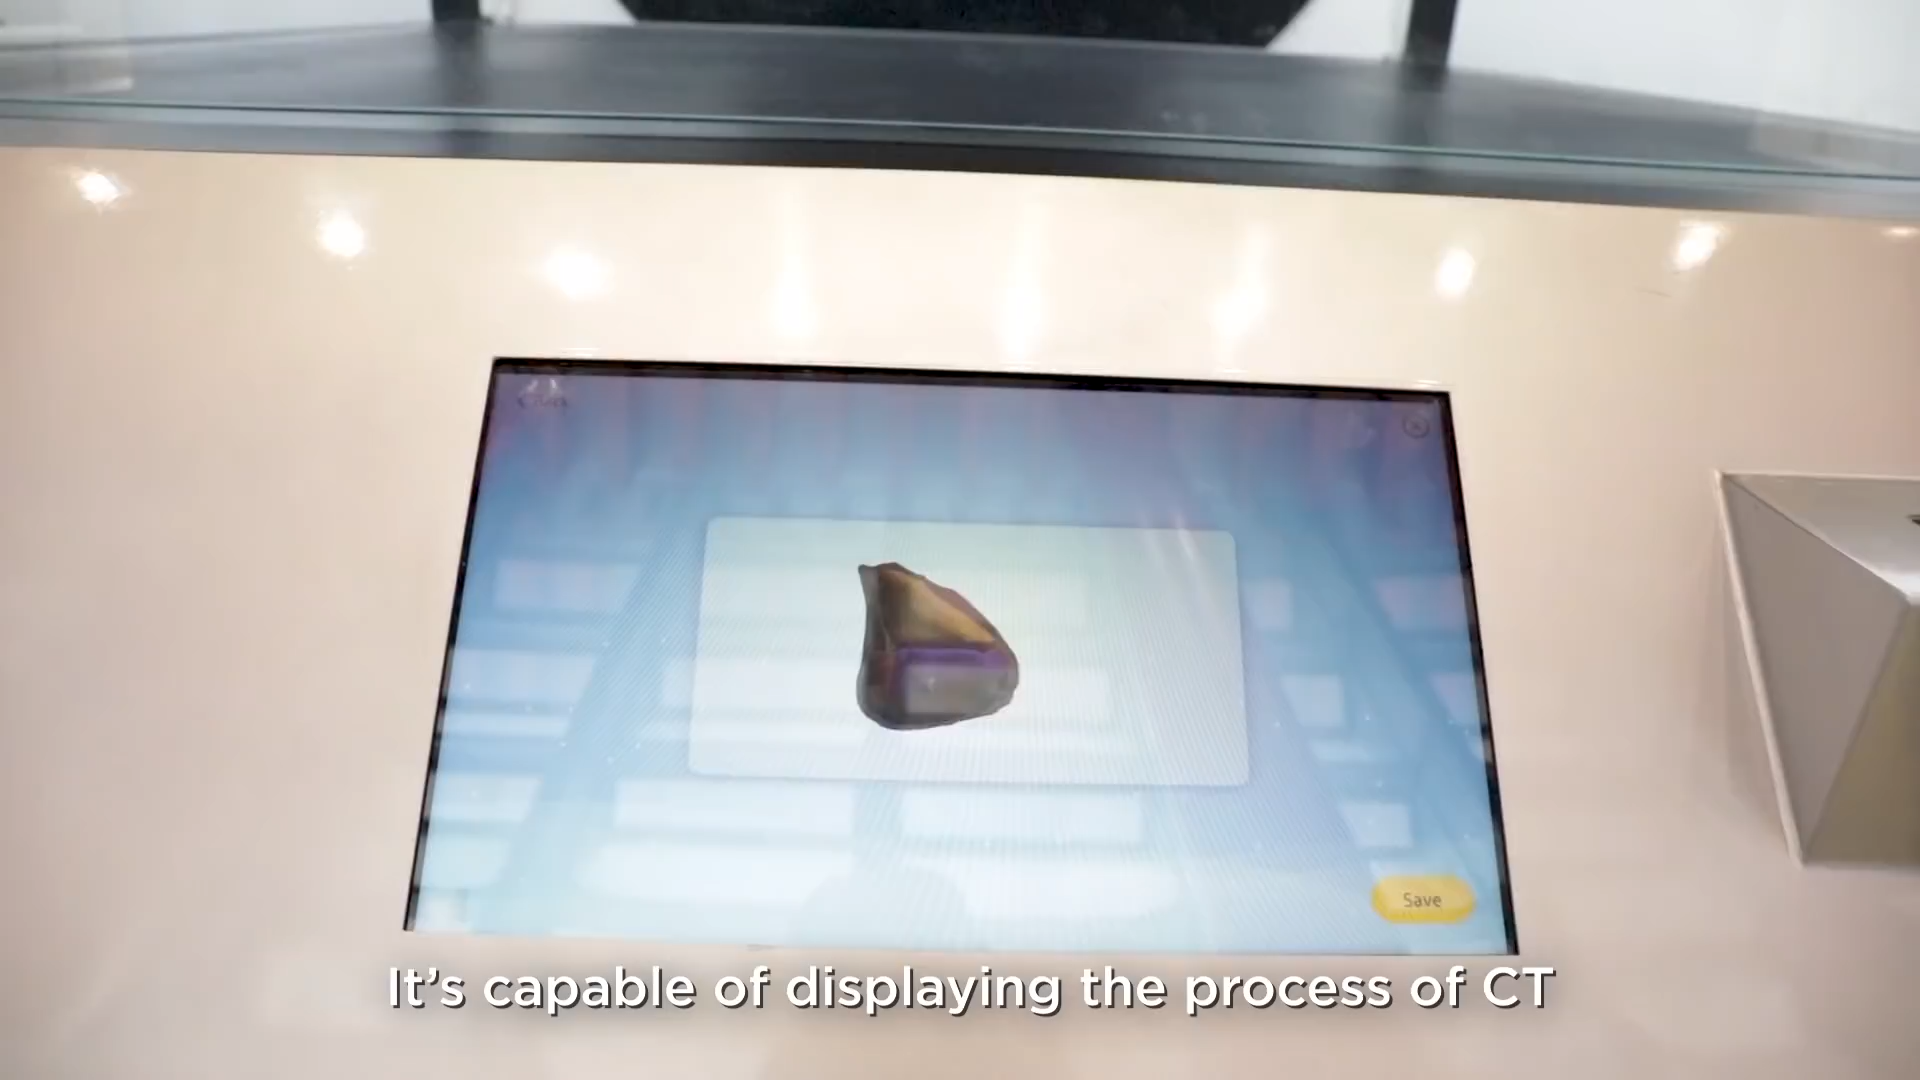 Save
It's capable of displaying the process of CT